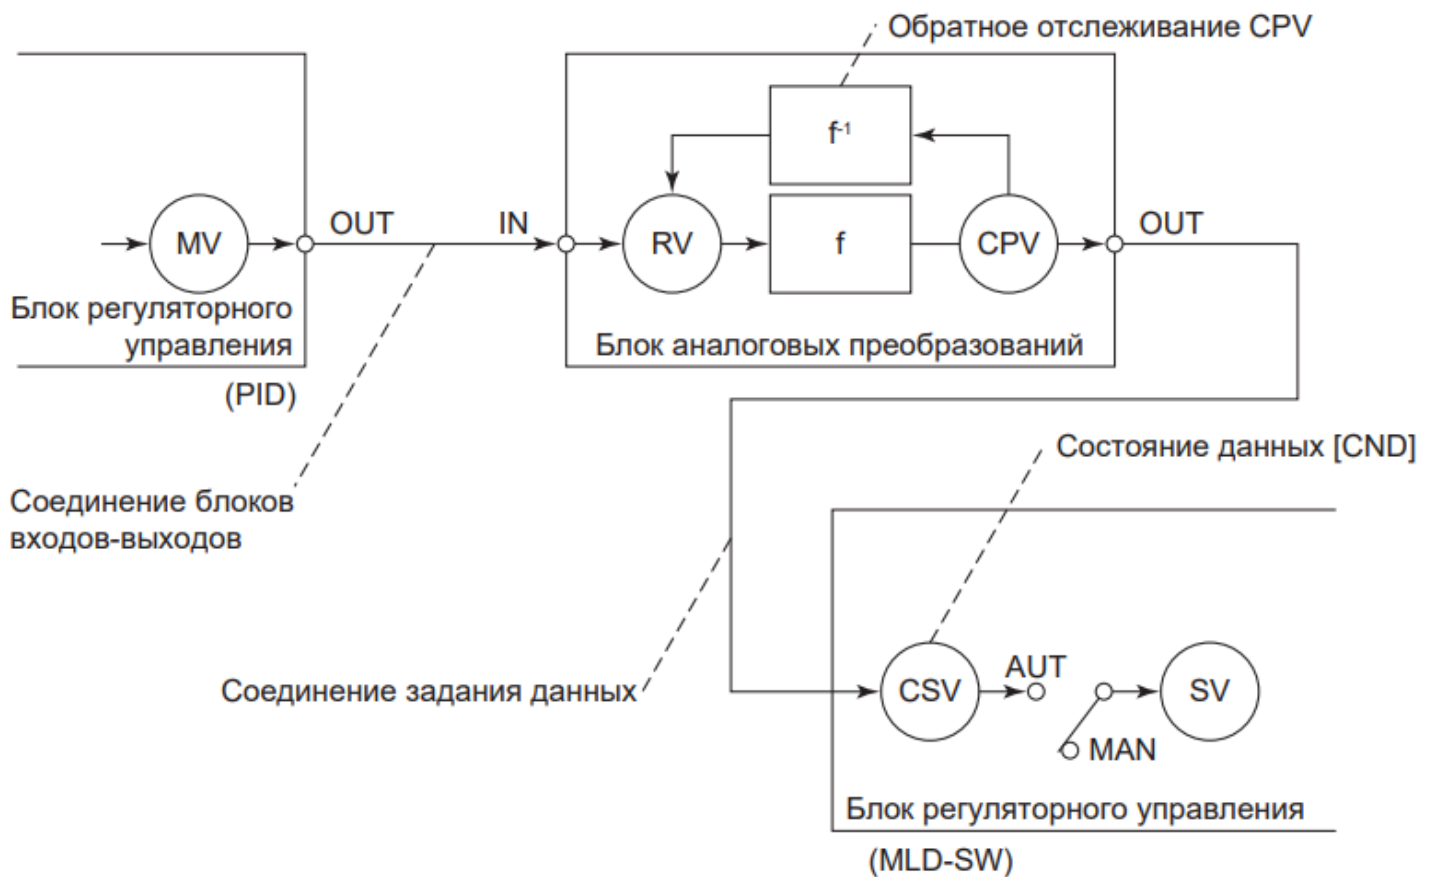 Обратное отслеживание CPV
f-1
OUT
IN
OUT
MV
RV
f
CPV
Блок регуляторного
управления
Блок аналоговых преобразований
(PID)
Состояние данных [CND]
Соединение блоков
входов-выходов
Соединение задания данных
CSV
AUT
SV
MAN
Блок регуляторного управления
(MLD-SW)